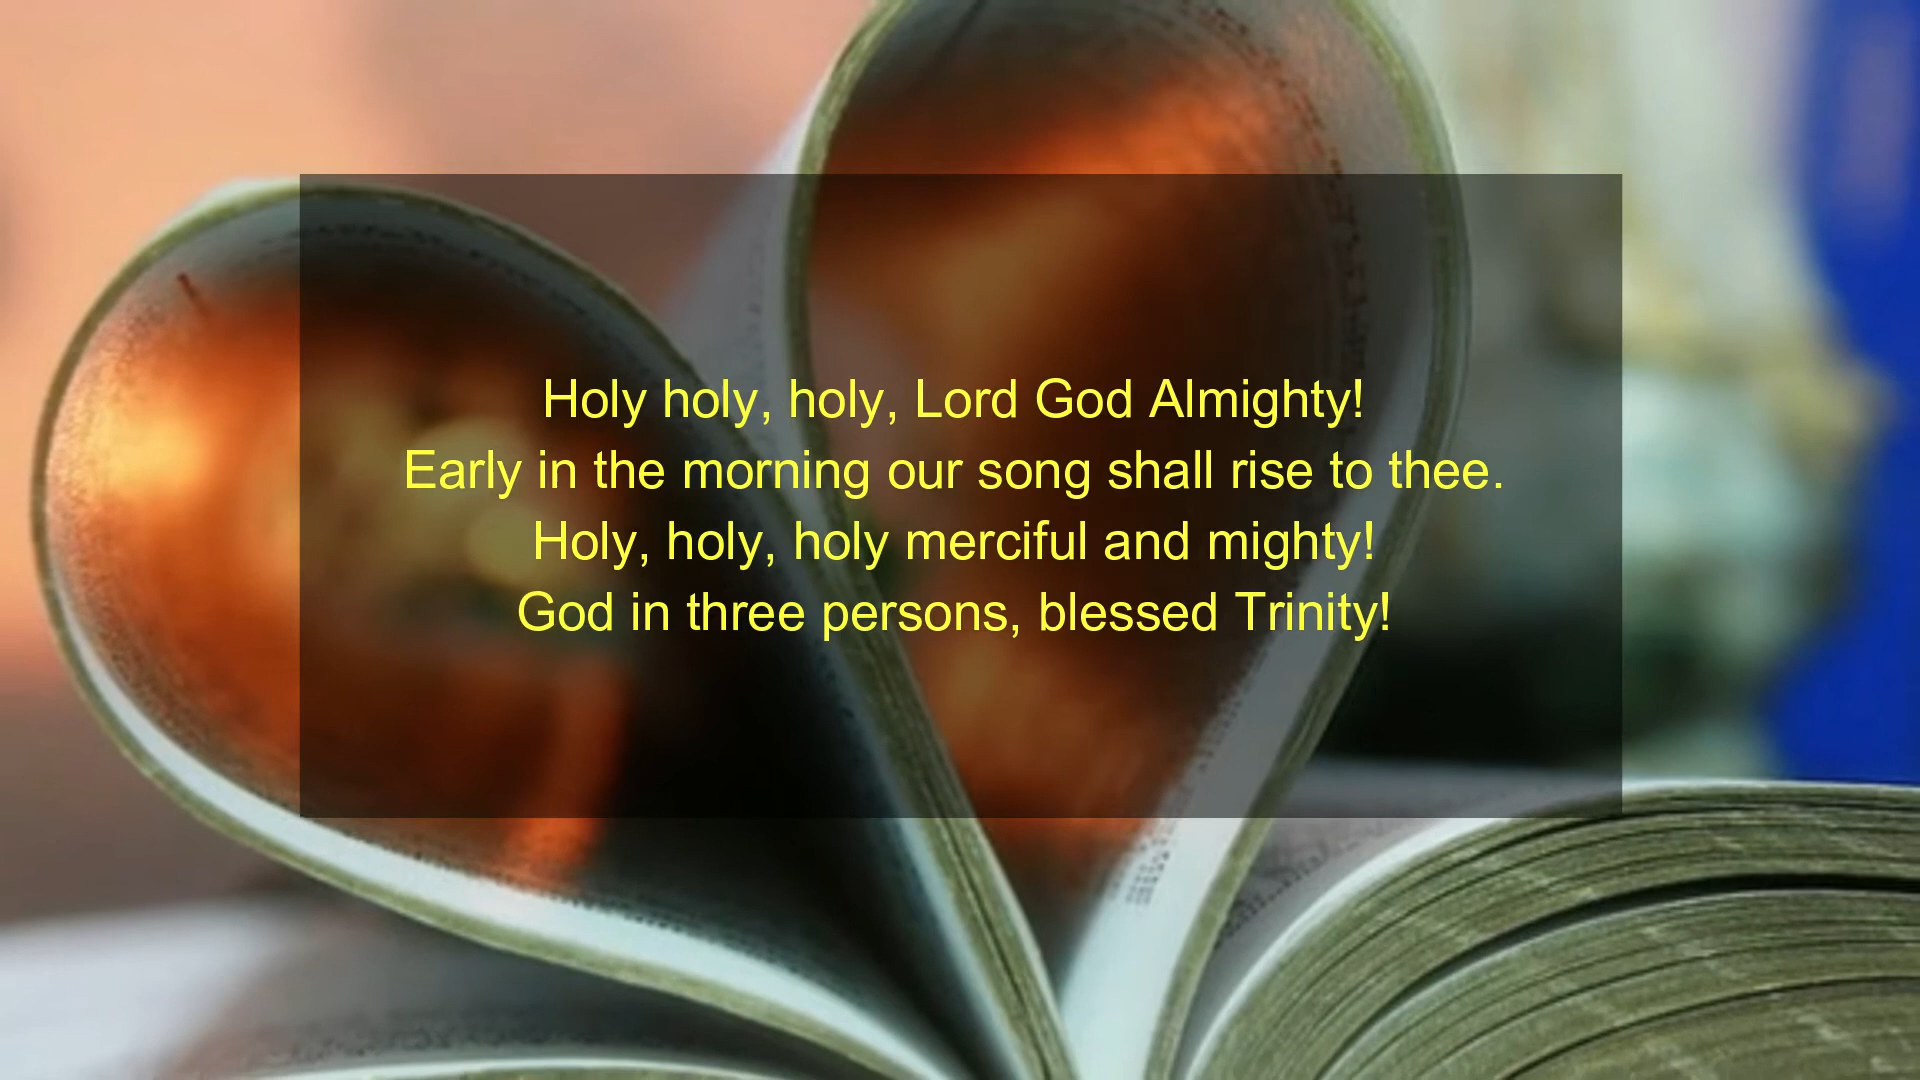 Holy holy, holy, Lord God Almighty!
Early in the morning our song shall rise to thee.
Holy, holy, holy merciful and mighty!
God in three persons, blessed Trinity!